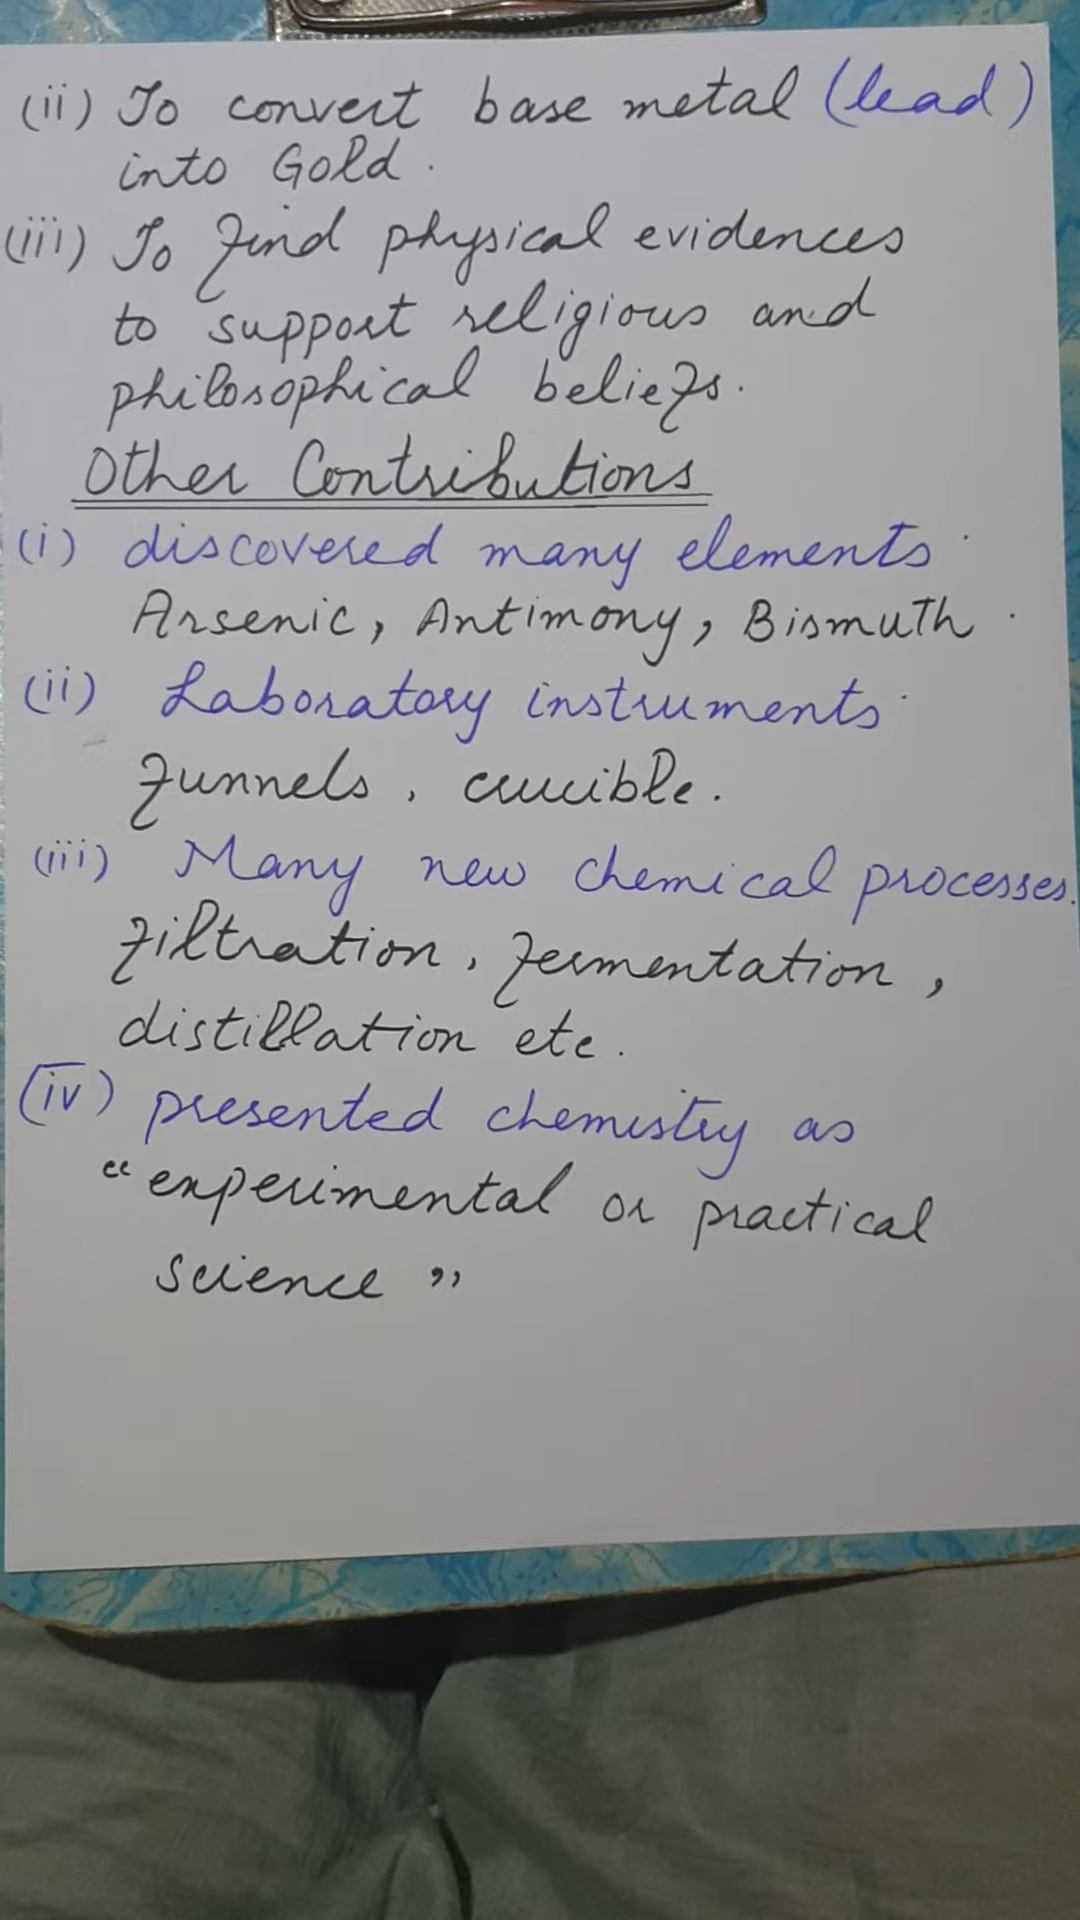 (ii) To convert base metal (lead)
into Gold.
(iii) To find physical evidences
to support religious and
philosophical beliefs.
Other Contributions
(i) discovered many elements.
Arsenic, Antimony, Bismuth.
(ii) Laboratory instruments.
funnels, crucible.
(iii) Many new chemical processes.
filtration, fermentation,
distillation etc.
(iv) presented chemistry as
"experimental or practical
science"